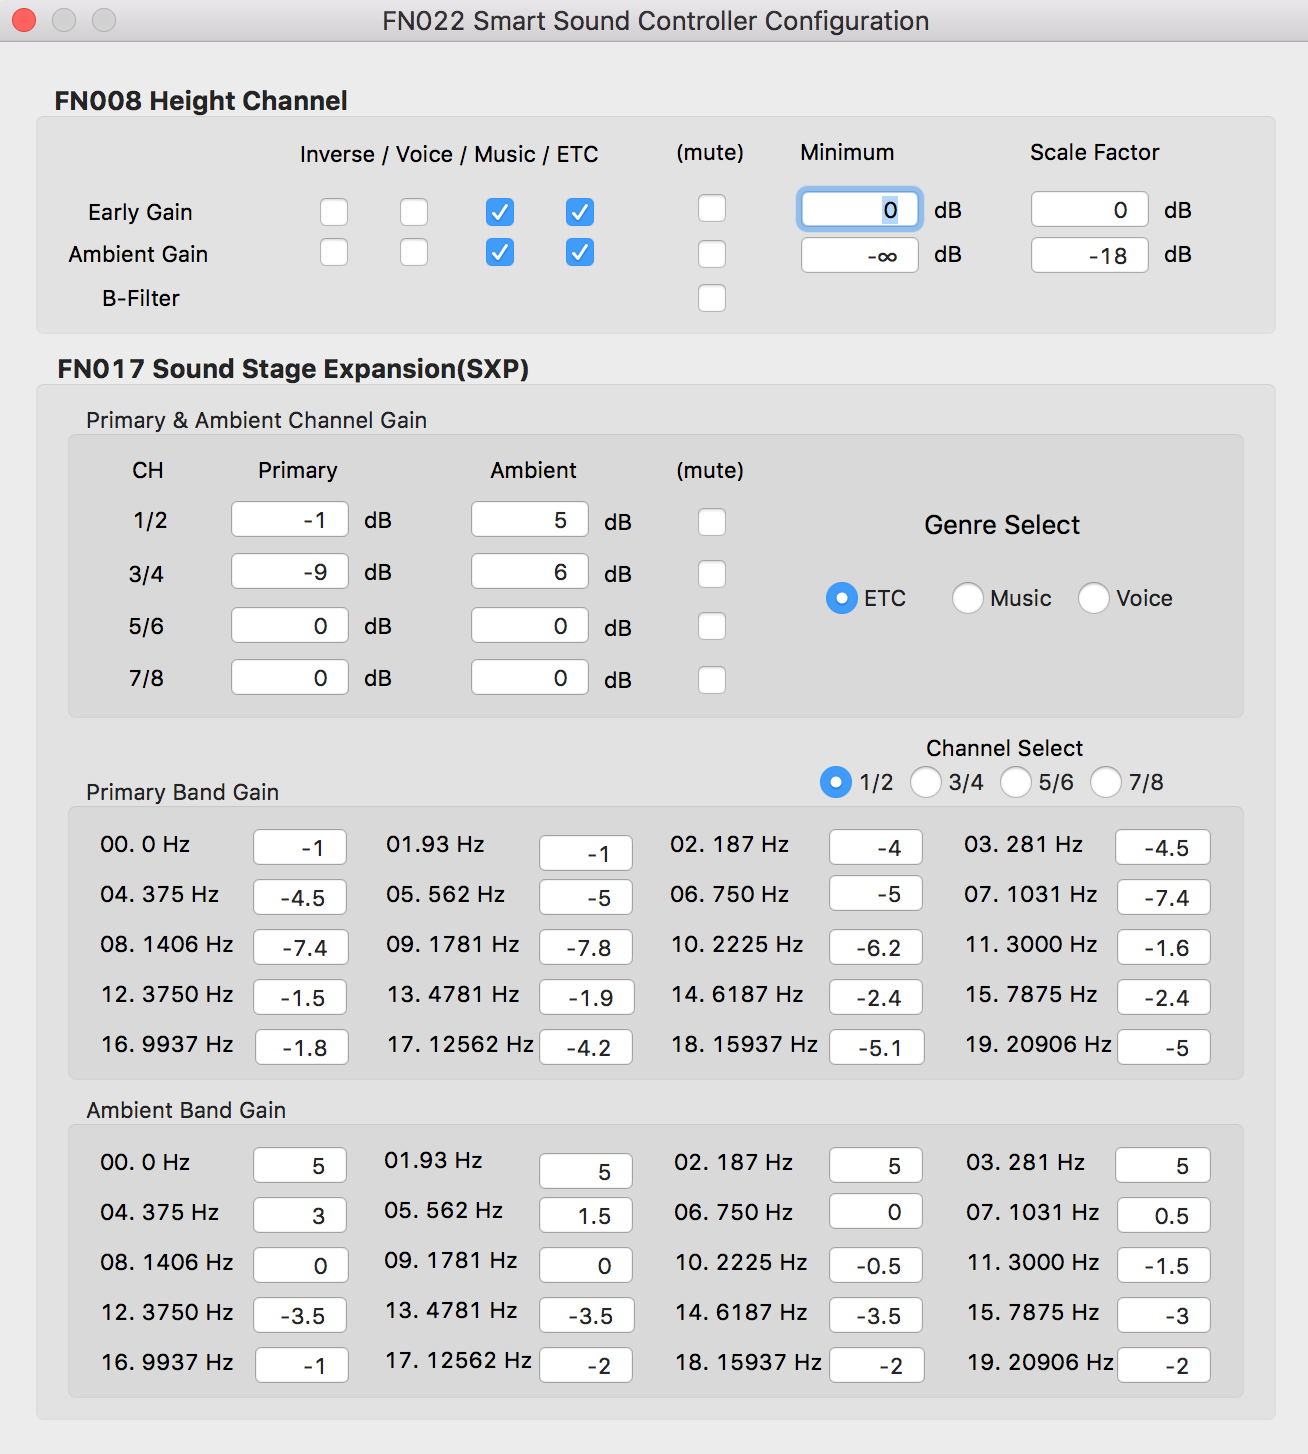 FN022 Smart Sound Controller Configuration
FN008 Height Channel
Inverse / Voice / Music / ETC (mute) Minimum Scale Factor
Early Gain 0 dB 0 dB
Ambient Gain -∞ dB -18 dB
B-Filter
FN017 Sound Stage Expansion(SXP)
Primary & Ambient Channel Gain
CH Primary Ambient (mute)
1/2 -1 dB 5 dB
Genre Select
3/4 -9 dB 6 dB
ETC Music Voice
5/6 0 dB 0 dB
7/8 0 dB 0 dB
Channel Select
1/2 3/4 5/6 7/8
Primary Band Gain
00. 0 Hz -1 01.93 Hz -1 02. 187 Hz -4 03. 281 Hz -4.5
04. 375 Hz -4.5 05. 562 Hz -5 06. 750 Hz -5 07. 1031 Hz -7.4
08. 1406 Hz -7.4 09. 1781 Hz -7.8 10. 2225 Hz -6.2 11. 3000 Hz -1.6
12. 3750 Hz -1.5 13. 4781 Hz -1.9 14. 6187 Hz -2.4 15. 7875 Hz -2.4
16. 9937 Hz -1.8 17. 12562 Hz -4.2 18. 15937 Hz -5.1 19. 20906 Hz -5
Ambient Band Gain
00. 0 Hz 5 01.93 Hz 5 02. 187 Hz 5 03. 281 Hz 5
04. 375 Hz 3 05. 562 Hz 1.5 06. 750 Hz 0 07. 1031 Hz 0.5
08. 1406 Hz 0 09. 1781 Hz 0 10. 2225 Hz -0.5 11. 3000 Hz -1.5
12. 3750 Hz -3.5 13. 4781 Hz -3.5 14. 6187 Hz -3.5 15. 7875 Hz -3
16. 9937 Hz -1 17. 12562 Hz -2 18. 15937 Hz -2 19. 20906 Hz -2